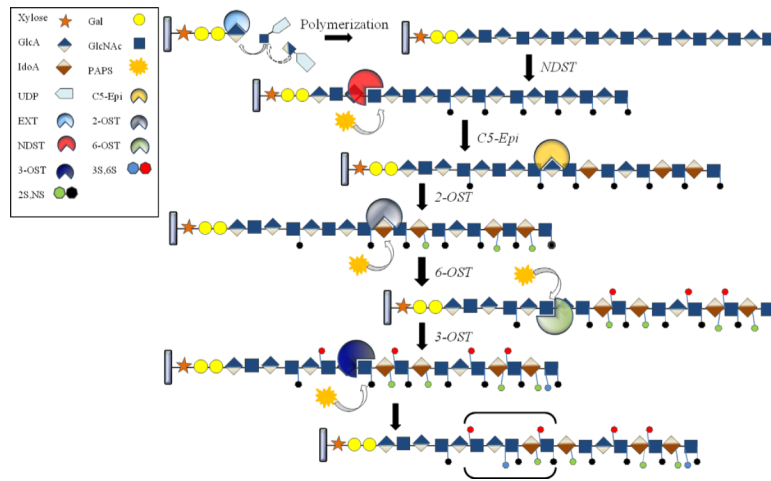 Xylose Gal
GlcA GlcNAc
IdoA PAPS
UDP C5-Epi
EXT 2-OST
NDST 6-OST
3-OST 3S,6S
2S,NS
Polymerization
NDST
C5-Epi
2-OST
6-OST
3-OST